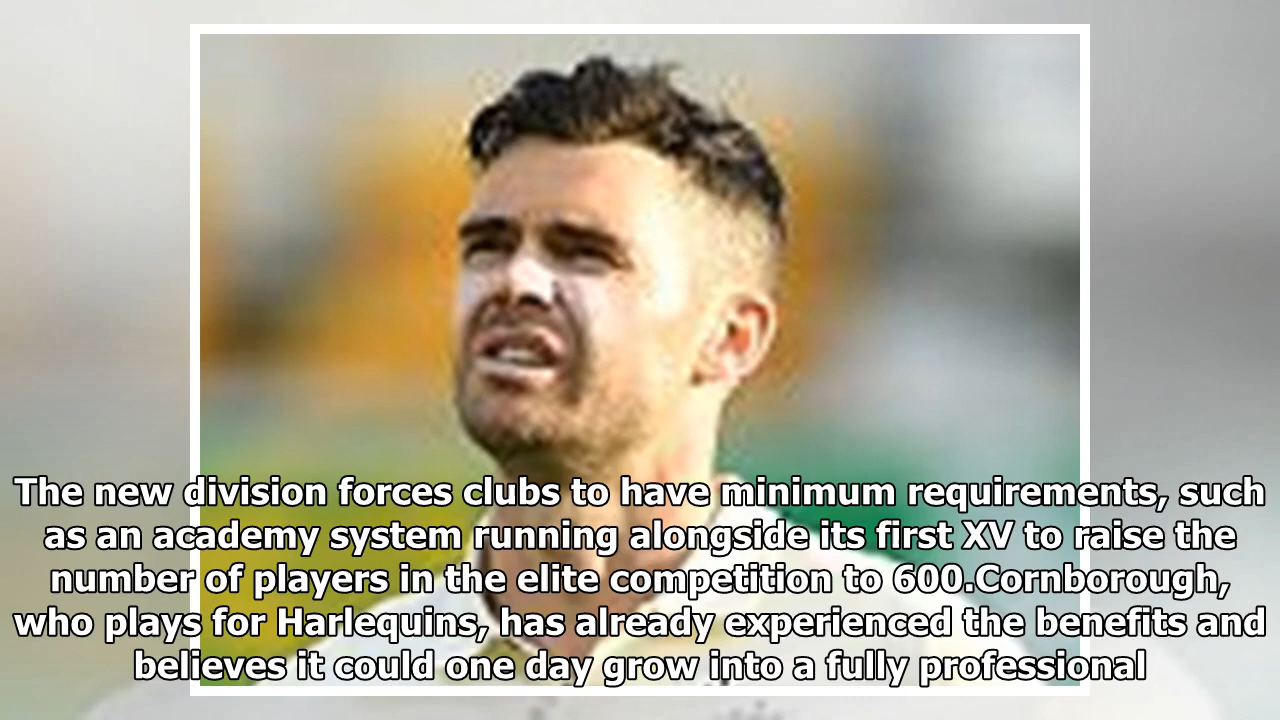 The new division forces clubs to have minimum requirements, such
as an academy system running alongside its first XV to raise the
number of players in the elite competition to 600.Cornborough,
who plays for Harlequins, has already experienced the benefits and
believes it could one day grow into a fully professional